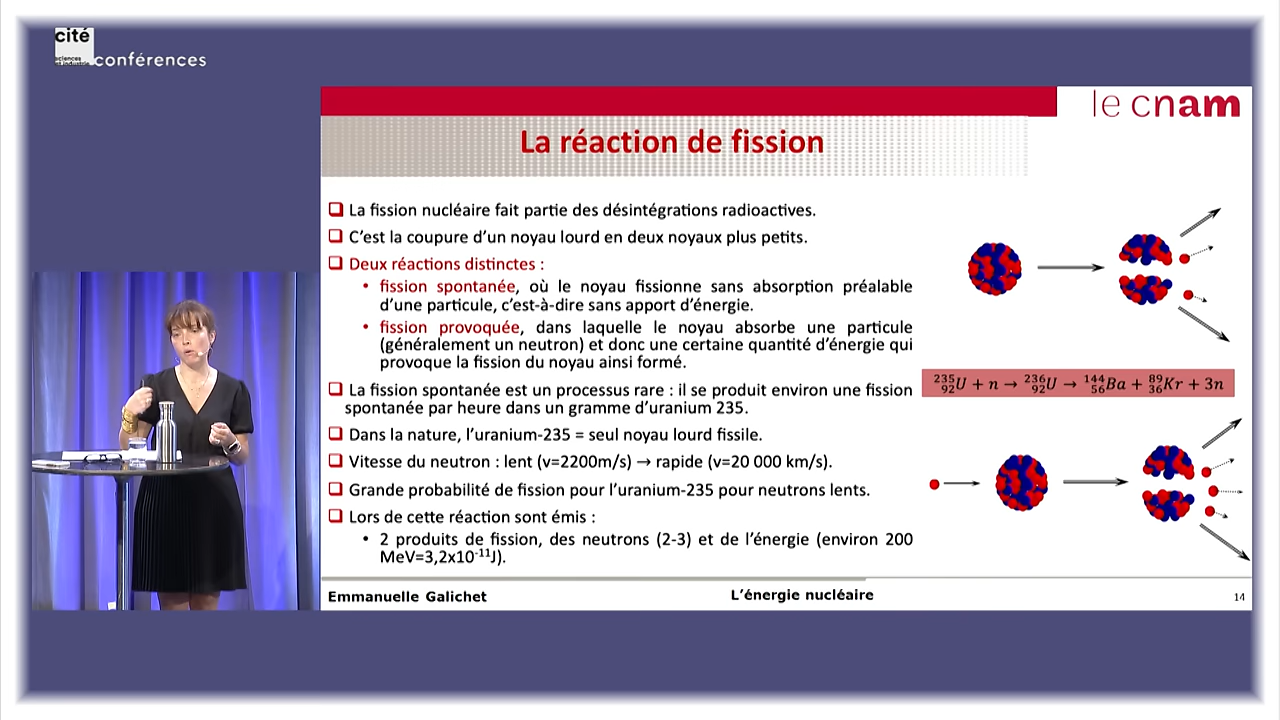 cité
sciences
et industrie
conférences
le cnam
La réaction de fission
❑ La fission nucléaire fait partie des désintégrations radioactives.
❑ C’est la coupure d’un noyau lourd en deux noyaux plus petits.
❑ Deux réactions distinctes :
• fission spontanée, où le noyau fissionne sans absorption préalable
d’une particule, c’est-à-dire sans apport d’énergie.
• fission provoquée, dans laquelle le noyau absorbe une particule
(généralement un neutron) et donc une certaine quantité d’énergie qui
provoque la fission du noyau ainsi formé.
❑ La fission spontanée est un processus rare : il se produit environ une fission
spontanée par heure dans un gramme d’uranium 235.
❑ Dans la nature, l’uranium-235 = seul noyau lourd fissile.
❑ Vitesse du neutron : lent (v=2200m/s) → rapide (v=20 000 km/s).
❑ Grande probabilité de fission pour l’uranium-235 pour neutrons lents.
❑ Lors de cette réaction sont émis :
• 2 produits de fission, des neutrons (2-3) et de l’énergie (environ 200
MeV=3,2x10⁻¹¹J).
²³⁵₉₂U + n → ²³⁶₉₂U → ¹⁴⁴₅₆Ba + ⁸⁹₃₆Kr + 3n
Emmanuelle Galichet
L’énergie nucléaire
14